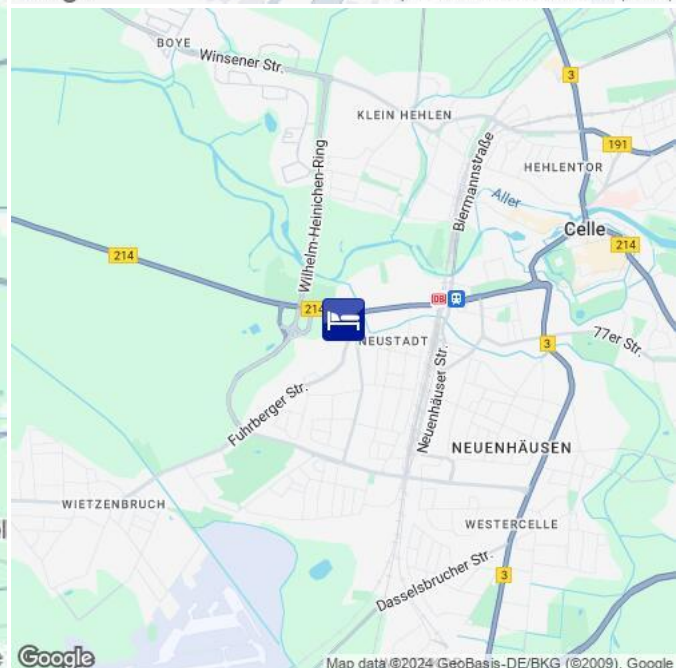 BOYE
Winsener Str.
3
KLEIN HEHLEN
191
HEHLENTOR
Biermannstraße
Wilhelm-Heinichen-Ring
Aller
Celle
214
214
214
DB
NEUSTADT
77er Str.
3
Fuhrberger Str.
Neuenhäuser Str.
NEUENHÄUSEN
WIETZENBRUCH
WESTERCELLE
Dasselsbrucher Str.
3
Google
Map data ©2024 GeoBasis-DE/BKG (©2009), Google